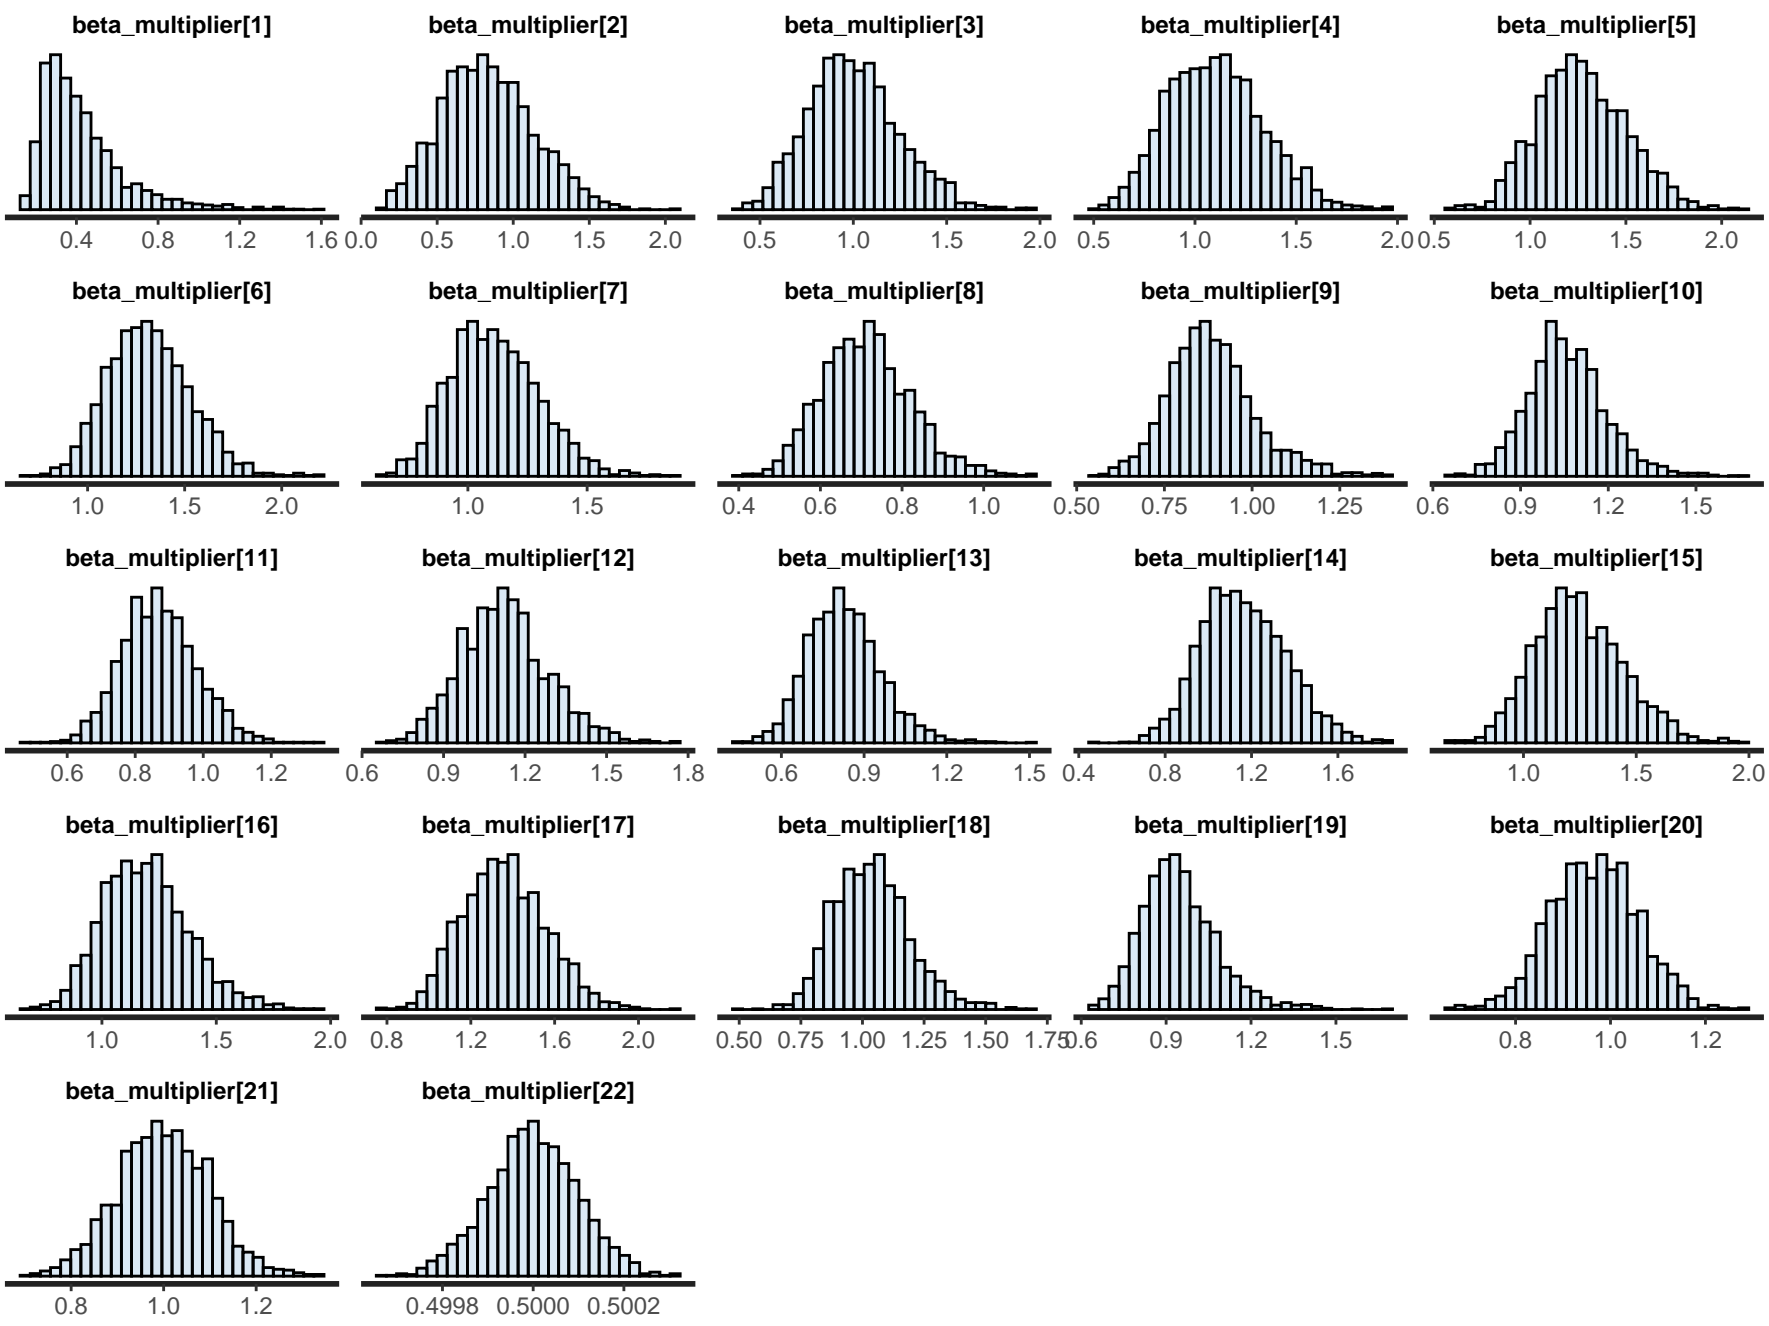 beta_multiplier[1] beta_multiplier[2] beta_multiplier[3] beta_multiplier[4] beta_multiplier[5]
0.4 0.8 1.2 1.6 0.0 0.5 1.0 1.5 2.0 0.5 1.0 1.5 2.0 0.5 1.0 1.5 2.0 0.5 1.0 1.5 2.0
beta_multiplier[6] beta_multiplier[7] beta_multiplier[8] beta_multiplier[9] beta_multiplier[10]
1.0 1.5 2.0 1.0 1.5 0.4 0.6 0.8 1.0 0.50 0.75 1.00 1.25 0.6 0.9 1.2 1.5
beta_multiplier[11] beta_multiplier[12] beta_multiplier[13] beta_multiplier[14] beta_multiplier[15]
0.6 0.8 1.0 1.2 0.6 0.9 1.2 1.5 1.8 0.6 0.9 1.2 1.5 0.4 0.8 1.2 1.6 1.0 1.5 2.0
beta_multiplier[16] beta_multiplier[17] beta_multiplier[18] beta_multiplier[19] beta_multiplier[20]
1.0 1.5 2.0 0.8 1.2 1.6 2.0 0.50 0.75 1.00 1.25 1.50 1.75 0.6 0.9 1.2 1.5 0.8 1.0 1.2
beta_multiplier[21] beta_multiplier[22]
0.8 1.0 1.2 0.4998 0.5000 0.5002